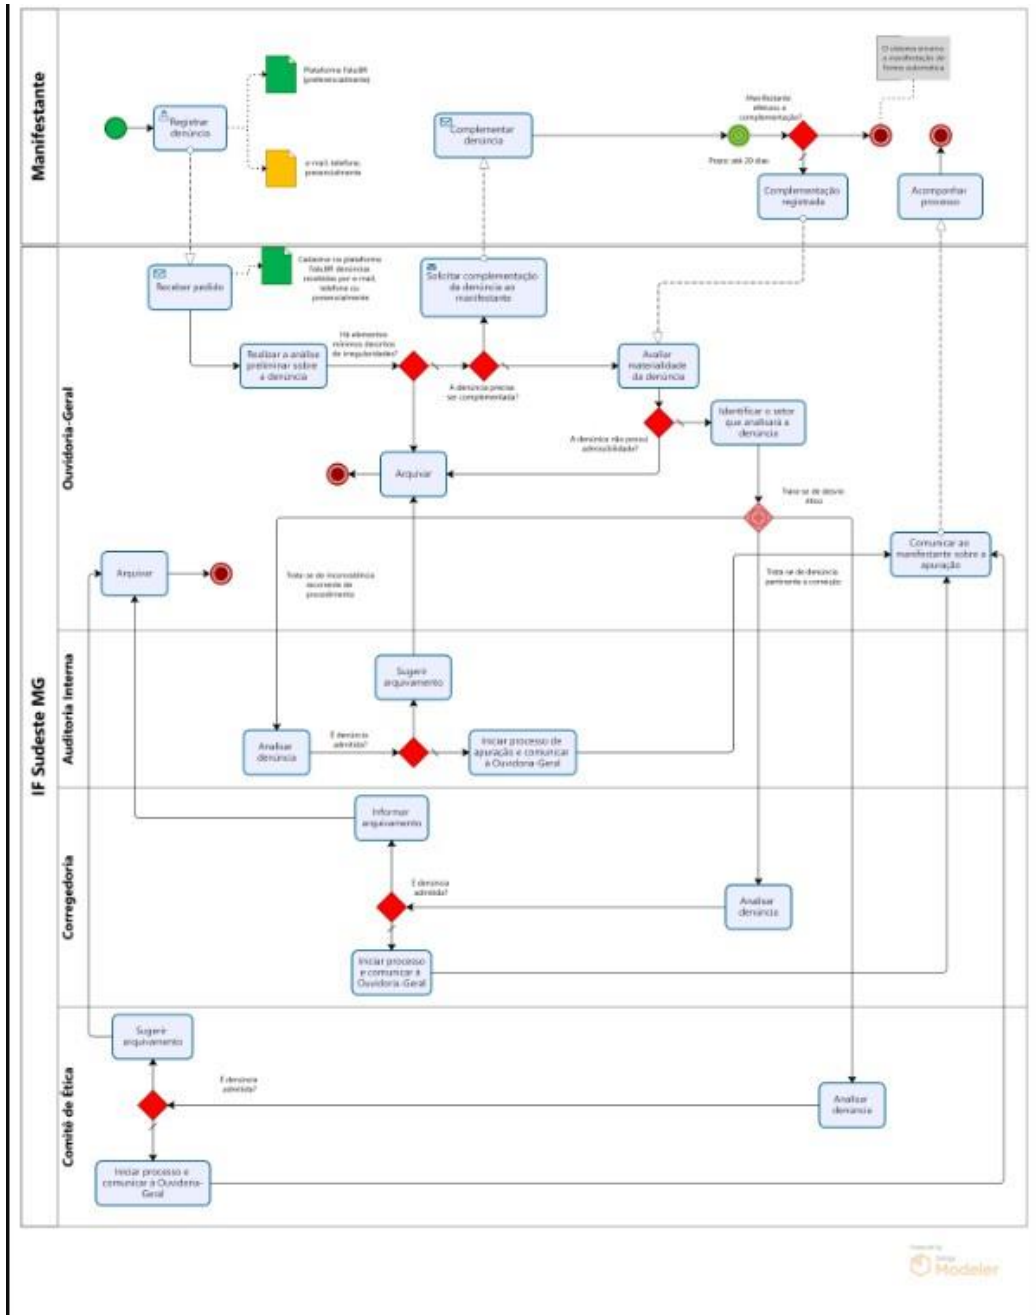 Manifestante
Registrar
denúncia
Plataforma Fala.BR
(preferencialmente)
e-mail, telefone,
presencialmente
Complementar
denúncia
Manifestante
efetuou a
complementação?
Prazo: até 20 dias
O sistema encerra
a manifestação de
forma automática
Complementação
registrada
Acompanhar
processo
IF Sudeste MG
Ouvidoria-Geral
Receber pedido
Cadastrar na plataforma
Fala.BR denúncias
recebidas por e-mail,
telefone ou
presencialmente
Solicitar complementação
da denúncia ao
manifestante
Realizar a análise
preliminar sobre
a denúncia
Há elementos
mínimos descritos
de irregularidades?
A denúncia precisa
ser complementada?
Avaliar
materialidade
da denúncia
A denúncia não possui
admissibilidade?
Identificar o setor
que analisará a
denúncia
Arquivar
Trata-se de desvio
ético
Trata-se de inconsistência
decorrente de
procedimento
Trata-se de denúncia
pertinente a correição
Comunicar ao
manifestante sobre a
apuração
Arquivar
Auditoria Interna
Sugerir
arquivamento
Analisar
denúncia
É denúncia
admitida?
Iniciar processo de
apuração e comunicar
à Ouvidoria-Geral
Corregedoria
Informar
arquivamento
É denúncia
admitida?
Analisar
denúncia
Iniciar processo
e comunicar à
Ouvidoria-Geral
Comitê de Ética
Sugerir
arquivamento
É denúncia
admitida?
Analisar
denúncia
Iniciar processo e
comunicar à Ouvidoria-
Geral
Powered by
bizagi
Modeler